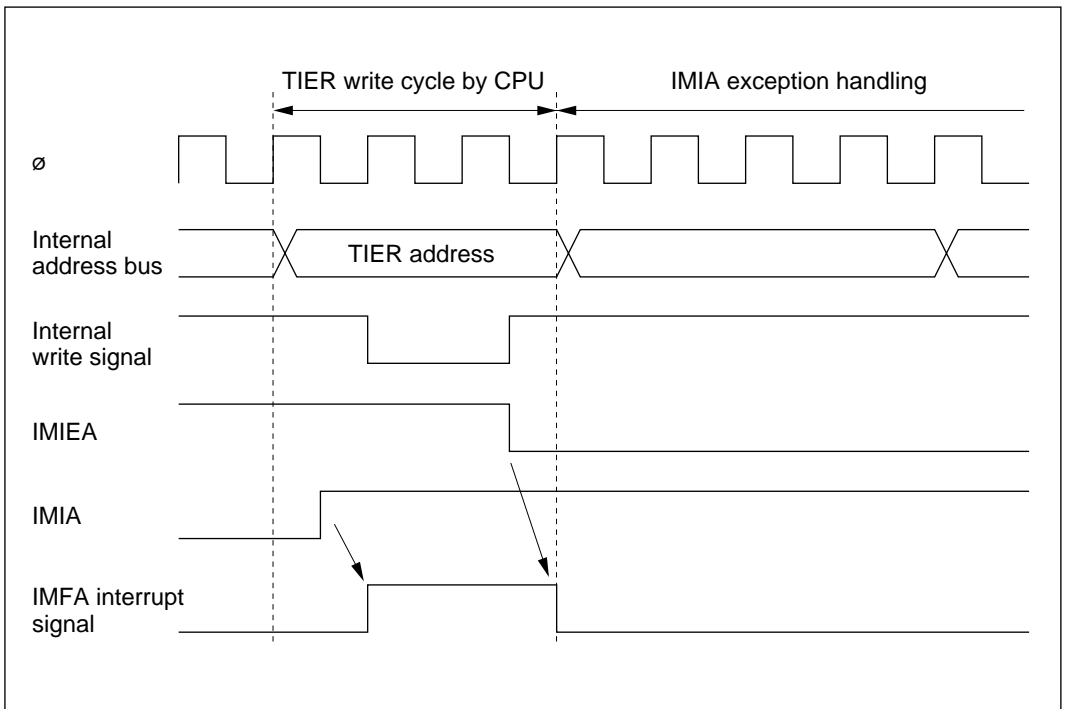 TIER write cycle by CPU
IMIA exception handling
ø
Internal
address bus
TIER address
Internal
write signal
IMIEA
IMIA
IMFA interrupt
signal